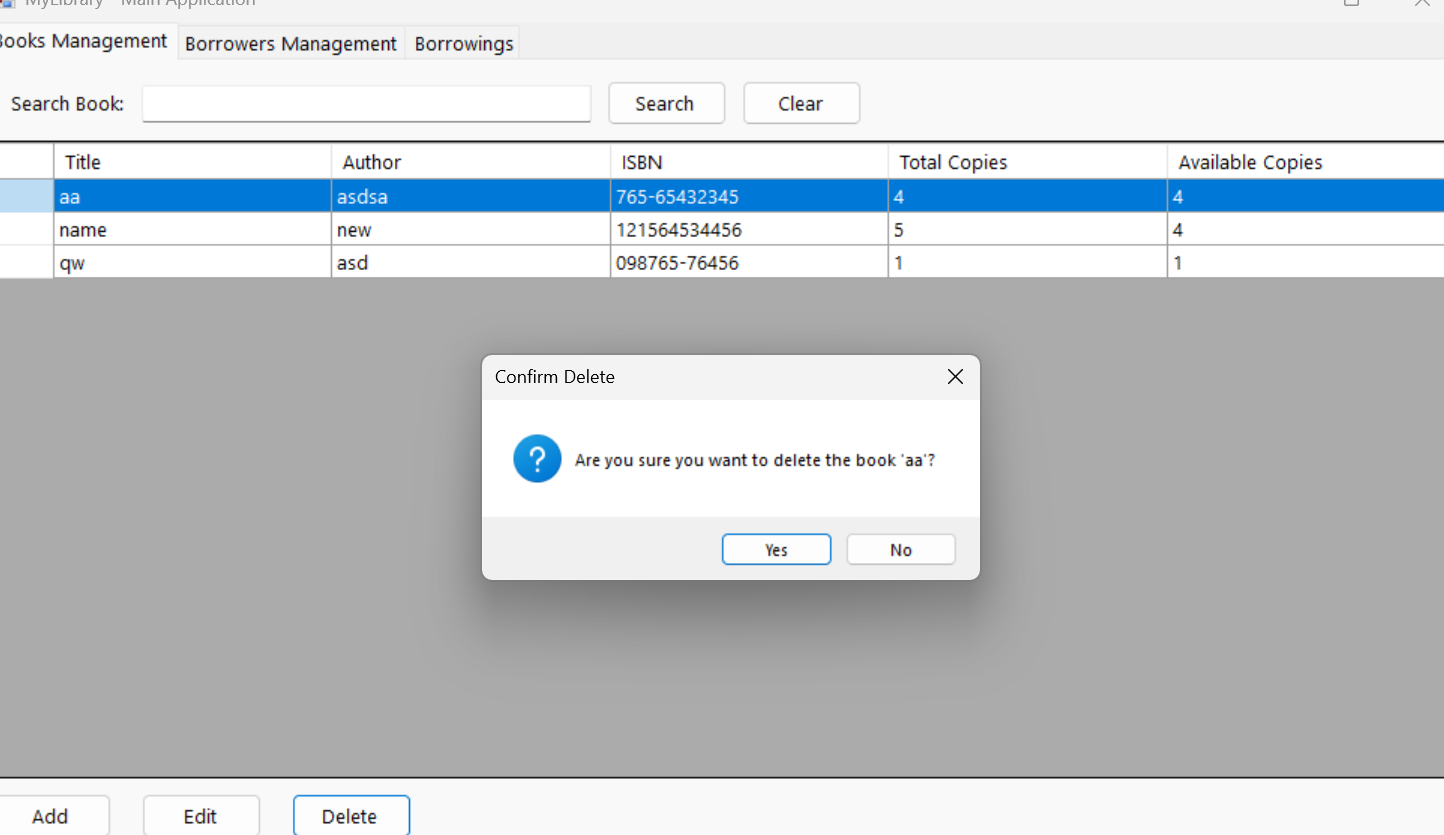 MyLibrary - Main Application
Books Management Borrowers Management Borrowings
Search Book: Search Clear
Title Author ISBN Total Copies Available Copies
aa asdsa 765-65432345 4 4
name new 121564534456 5 4
qw asd 098765-76456 1 1
Confirm Delete
Are you sure you want to delete the book 'aa'?
Yes No
Add Edit Delete